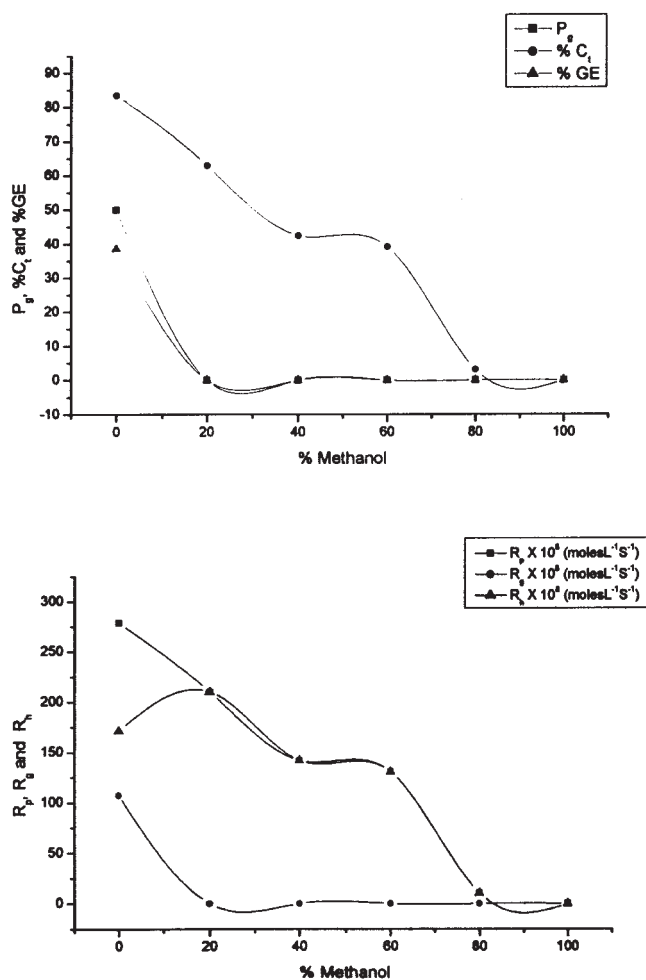 P_g
% C_t
% GE
90
80
70
60
50
40
30
20
10
0
-10
P_g, %C_t and %GE
0 20 40 60 80 100
% Methanol
R_p X 10^8 (molesL^-1S^-1)
R_g X 10^8 (molesL^-1S^-1)
R_h X 10^8 (molesL^-1S^-1)
300
250
200
150
100
50
0
R_p, R_g and R_h
0 20 40 60 80 100
% Methanol